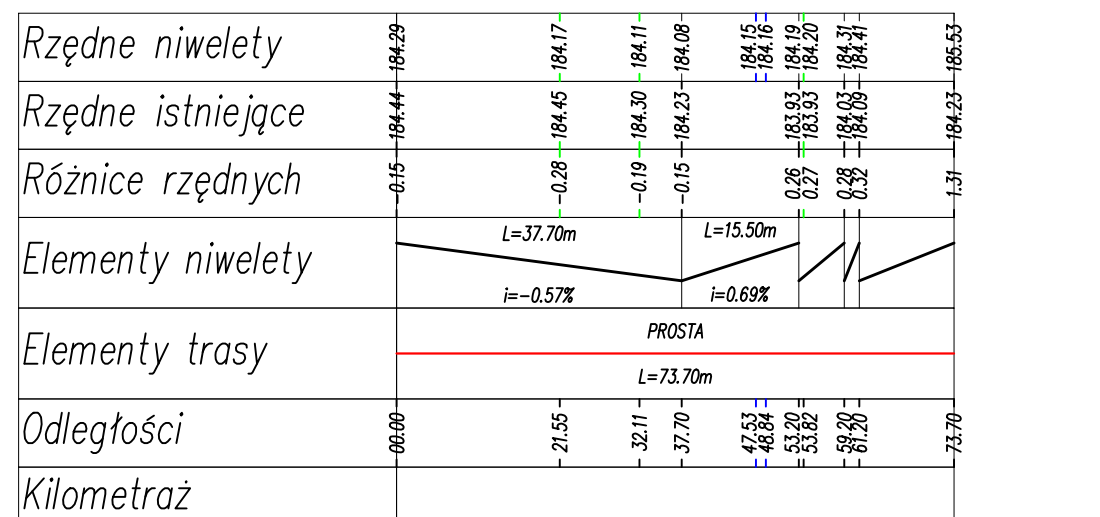 Rzędne niwelety 184.29 184.17 184.11 184.08 184.15 184.16 184.19 184.20 184.31 184.41 185.53
Rzędne istniejące 184.44 184.45 184.30 184.23 183.93 183.93 184.03 184.09 184.23
Różnice rzędnych -0.15 -0.28 -0.19 -0.15 0.26 0.27 0.28 0.32 1.31
L=37.70m L=15.50m
Elementy niwelety
i=-0.57% i=0.69%
PROSTA
Elementy trasy
L=73.70m
Odległości 00.00 21.55 32.11 37.70 47.53 48.84 53.20 53.82 59.20 61.20 73.70
Kilometraż